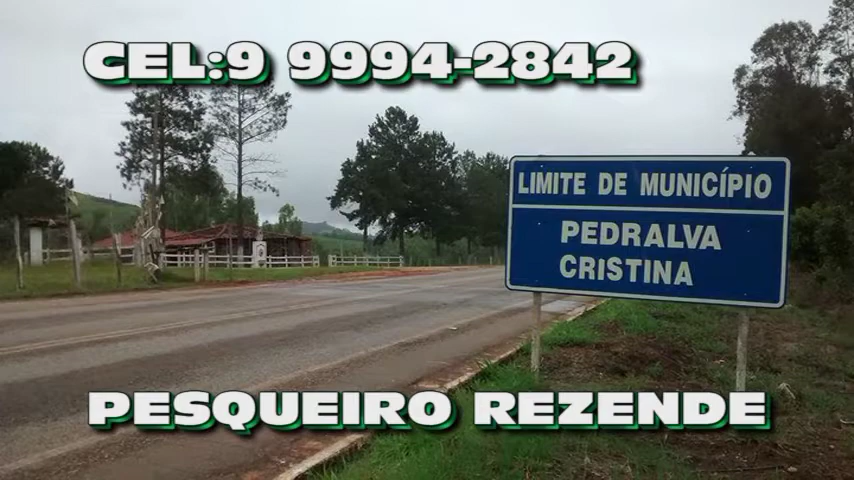 CEL:9 9994-2842
LIMITE DE MUNICÍPIO
PEDRALVA
CRISTINA
PESQUEIRO REZENDE